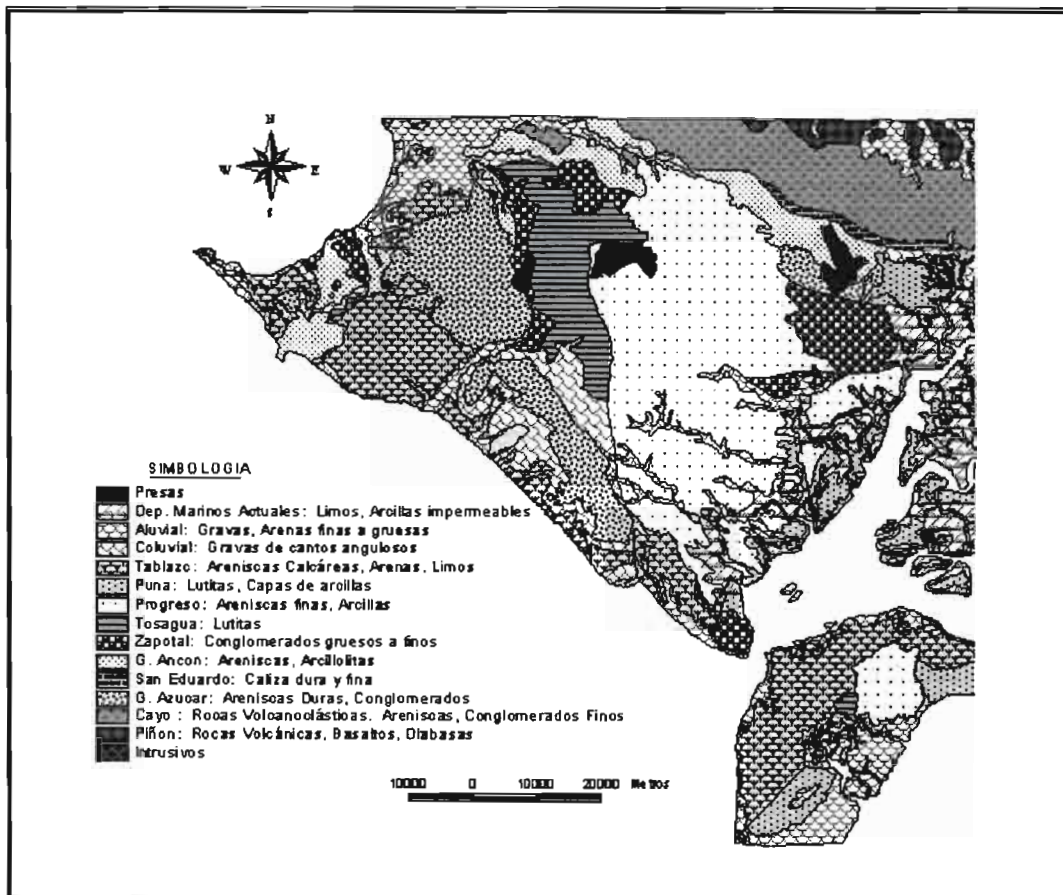 N
W E
S
SIMBOLOGIA
Presas
Dep. Marinos Actuales: Limos, Arcillas impermeables
Aluvial: Gravas, Arenas finas a gruesas
Coluvial: Gravas de cantos angulosos
Tablazo: Areniscas Calcáreas, Arenas, Limos
Puna: Lutitas, Capas de arcillas
Progreso: Areniscas finas, Arcillas
Tosagua: Lutitas
Zapotal: Conglomerados gruesos a finos
G. Ancon: Areniscas, Arcillolitas
San Eduardo: Caliza dura y fina
G. Azucar: Areniscas Duras, Conglomerados
Cayo : Rocas Volcanoclásticas. Areniscas, Conglomerados Finos
Piñon: Rocas Volcánicas, Basaltos, Diabasas
Intrusivos
10000 0 10000 20000 Metros